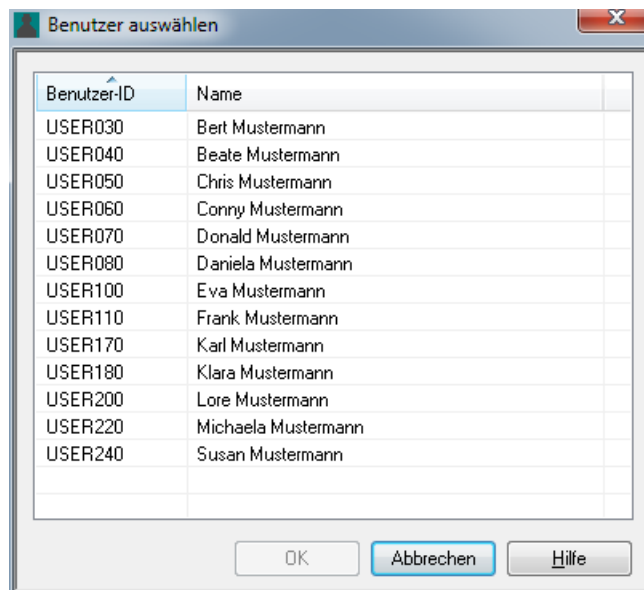 Benutzer auswählen
Benutzer-ID Name
USER030 Bert Mustermann
USER040 Beate Mustermann
USER050 Chris Mustermann
USER060 Conny Mustermann
USER070 Donald Mustermann
USER080 Daniela Mustermann
USER100 Eva Mustermann
USER110 Frank Mustermann
USER170 Karl Mustermann
USER180 Klara Mustermann
USER200 Lore Mustermann
USER220 Michaela Mustermann
USER240 Susan Mustermann
OK Abbrechen Hilfe